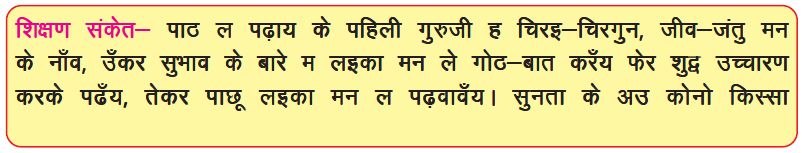 शिक्षण संकेत– पाठ ल पढ़ाय के पहिली गुरुजी ह चिरइ–चिरगुन, जीव–जंतु मन
के नाँव, उँकर सुभाव के बारे म लइका मन ले गोठ–बात करँय फेर शुद्व उच्चारण
करके पढँय, तेकर पाछू लइका मन ल पढ़वावँय। सुनता के अउ कोनो किस्सा